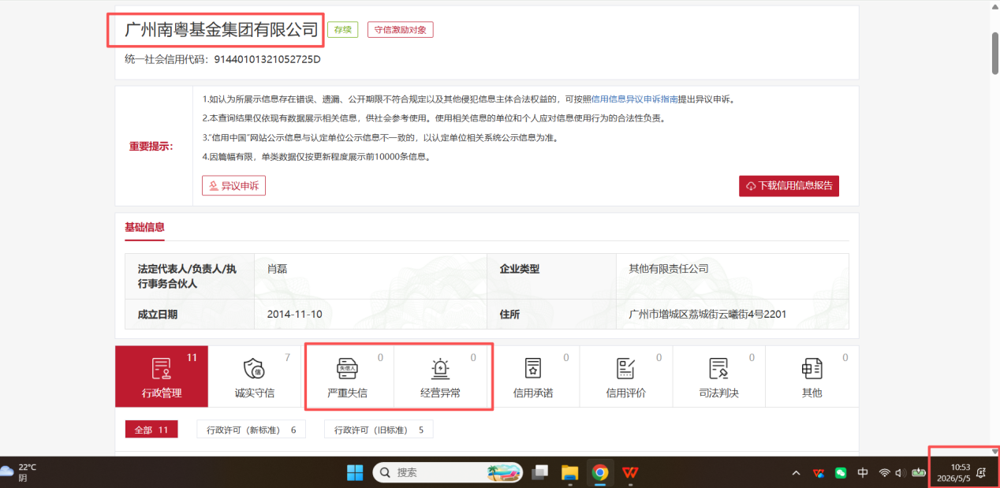 广州南粤基金集团有限公司 存续 守信激励对象
统一社会信用代码：91440101321052725D
重要提示：
1.如认为所展示信息存在错误、遗漏、公开期限不符合规定以及其他侵犯信息主体合法权益的，可按照信用信息异议申诉指南提出异议申诉。
2.本查询结果仅依现有数据展示相关信息，供社会参考使用。使用相关信息的单位和个人应对信息使用行为的合法性负责。
3.“信用中国”网站公示信息与认定单位公示信息不一致的，以认定单位相关系统公示信息为准。
4.因篇幅有限，单类数据仅按更新程度展示前10000条信息。
异议申诉 下载信用信息报告
基础信息
法定代表人/负责人/执
行事务合伙人 肖磊 企业类型 其他有限责任公司
成立日期 2014-11-10 住所 广州市增城区荔城街云曦街4号2201
11 7 0 0 0 0 0 0
信 失信人
行政管理 诚实守信 严重失信 经营异常 信用承诺 信用评价 司法判决 其他
全部 11 行政许可（新标准） 6 行政许可（旧标准） 5
22°C
阴
搜索
中
10:53
2026/5/5